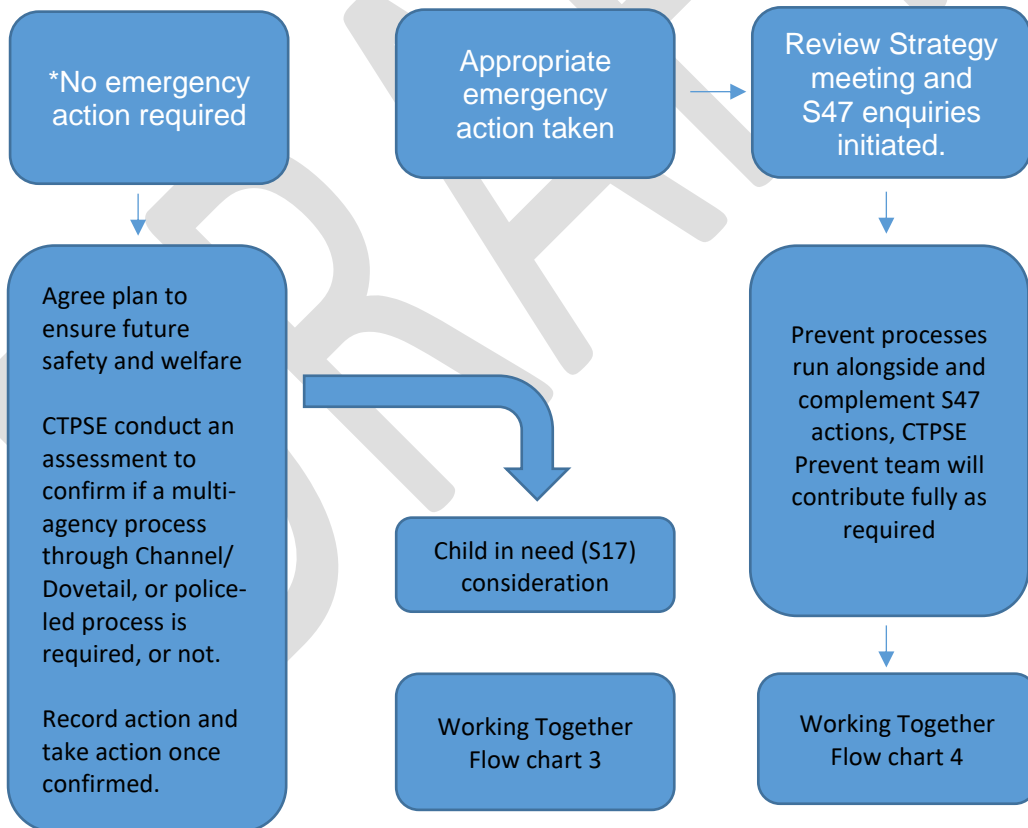 *No emergency
action required
Appropriate
emergency
action taken
Review Strategy
meeting and
S47 enquiries
initiated.
Agree plan to
ensure future
safety and welfare
CTPSE conduct an
assessment to
confirm if a multi-
agency process
through Channel/
Dovetail, or police-
led process is
required, or not.
Record action and
take action once
confirmed.
Child in need (S17)
consideration
Working Together
Flow chart 3
Prevent processes
run alongside and
complement S47
actions, CTPSE
Prevent team will
contribute fully as
required
Working Together
Flow chart 4